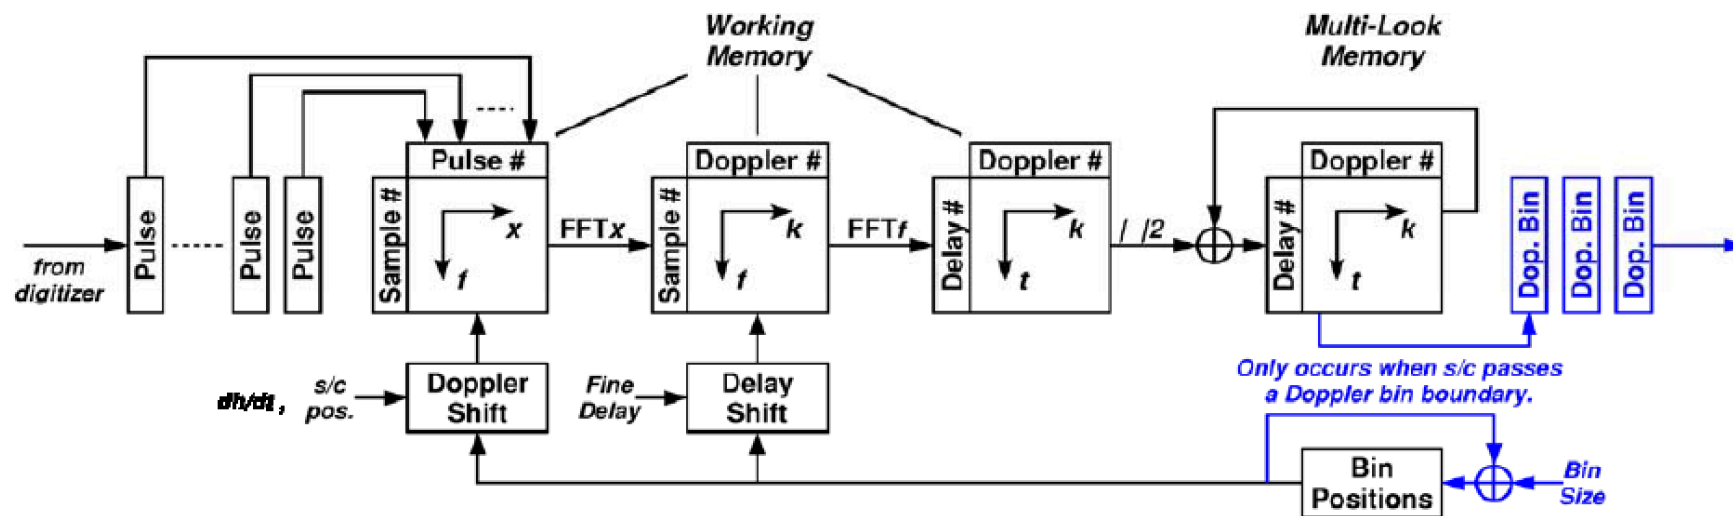 Working
Memory
Multi-Look
Memory
Pulse #
Doppler #
Doppler #
Doppler #
Pulse
Pulse
Pulse
Sample #
x
f
FFTx
Sample #
k
f
FFTf
Delay #
k
t
| |2
Delay #
k
t
Dop. Bin
Dop. Bin
Dop. Bin
from
digitizer
Only occurs when s/c passes
a Doppler bin boundary.
dh/dt,
s/c
pos.
Doppler
Shift
Fine
Delay
Delay
Shift
Bin
Positions
Bin
Size